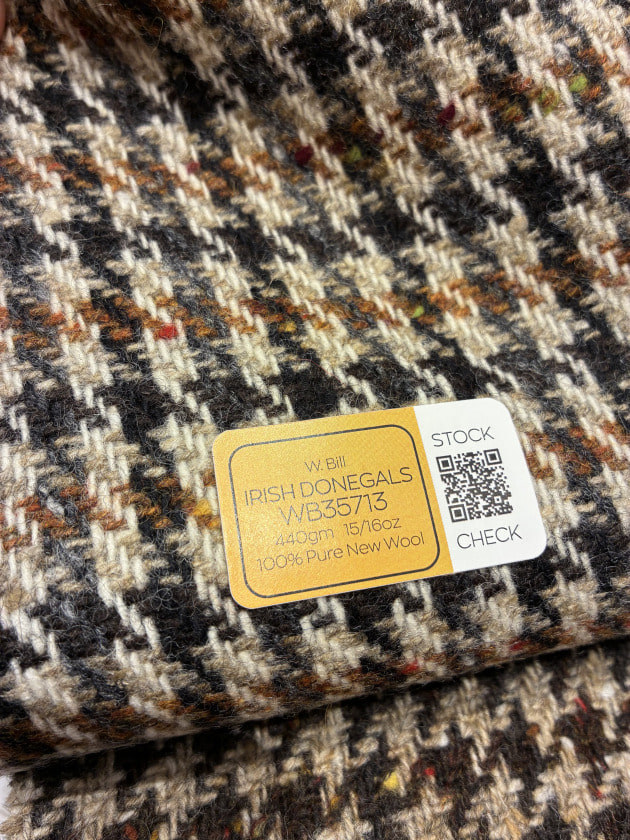 W. Bill
IRISH DONEGALS
WB35713
440gm 15/16oz
100% Pure New Wool
STOCK
CHECK